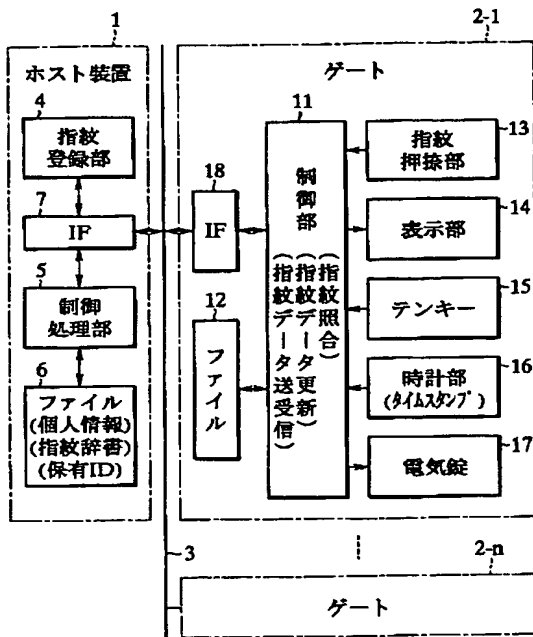 1
ホスト装置
4
指紋
登録部
7
IF
5
制御
処理部
6
ファイル
(個人情報)
(指紋辞書)
(保有ID)
3
2-1
ゲート
11
制御部
(指紋照合)
(指紋データ更新)
(指紋データ送受信)
18
IF
12
ファイル
13
指紋
押捺部
14
表示部
15
テンキー
16
時計部
(タイムスタンプ)
17
電気錠
2-n
ゲート